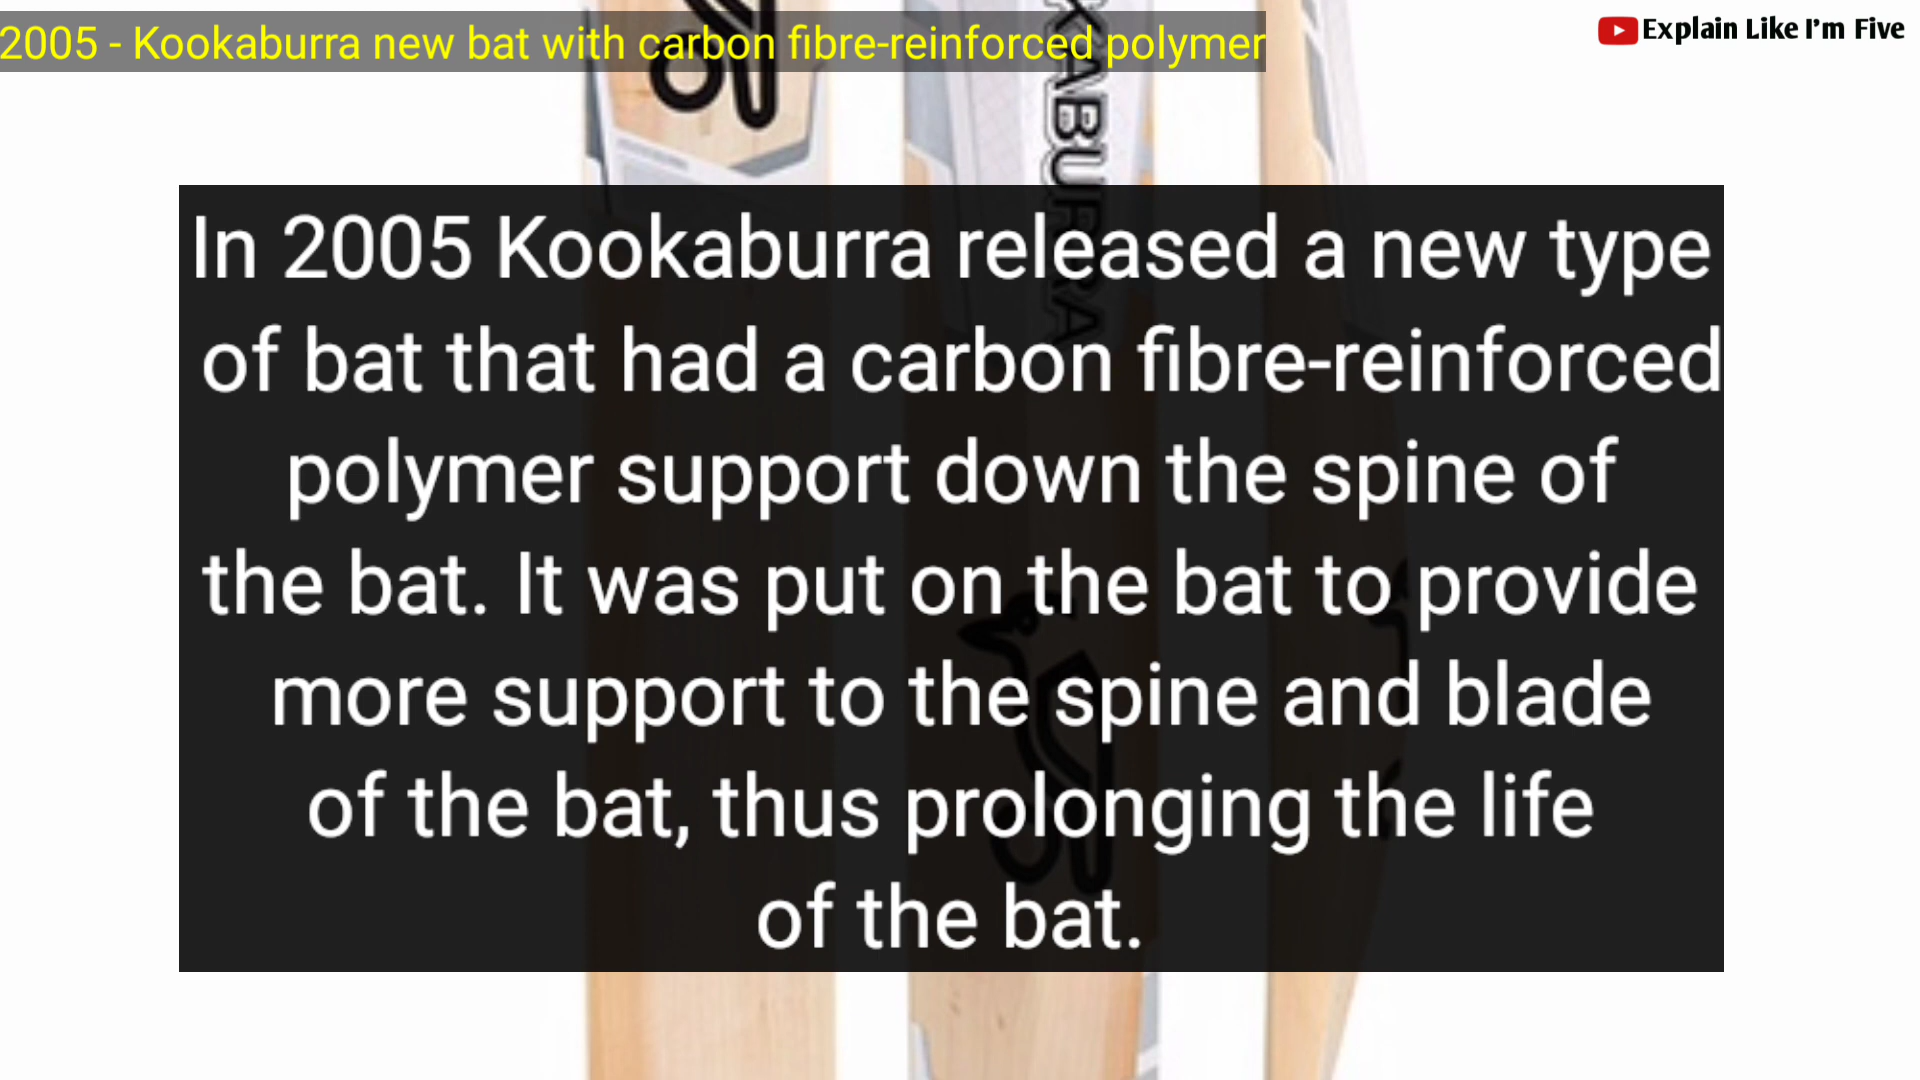 2005 - Kookaburra new bat with carbon fibre-reinforced polymer
Explain Like I'm Five
KABURRA
In 2005 Kookaburra released a new type
of bat that had a carbon fibre-reinforced
polymer support down the spine of
the bat. It was put on the bat to provide
more support to the spine and blade
of the bat, thus prolonging the life
of the bat.